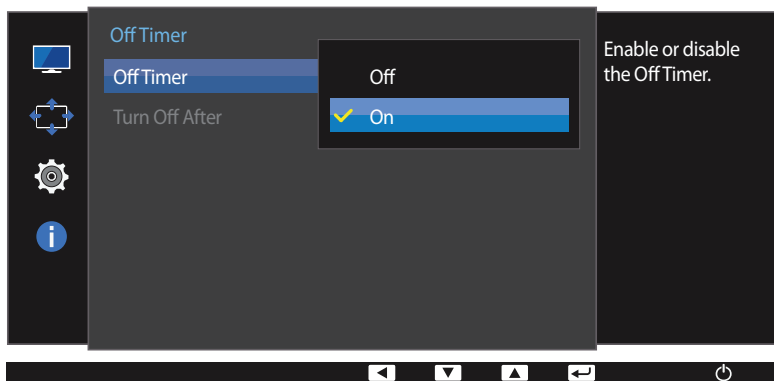 Off Timer
Off Timer
Off
Turn Off After
On
Enable or disable
the Off Timer.